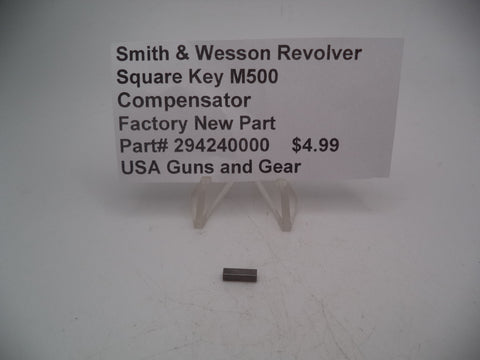 Smith & Wesson Revolver
Square Key M500
Compensator
Factory New Part
Part# 294240000 $4.99
USA Guns and Gear